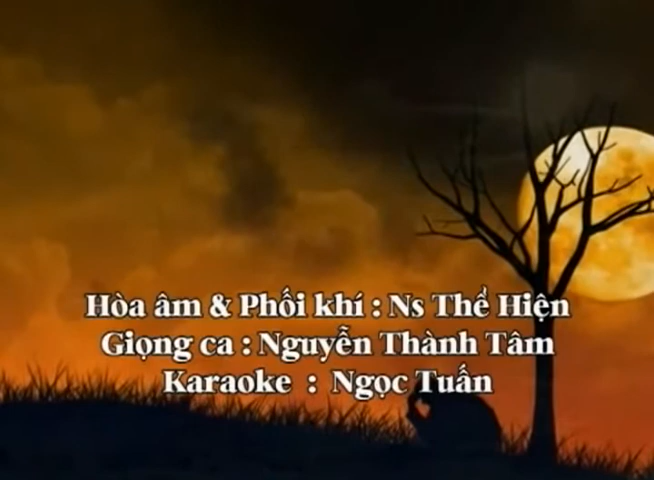 Hòa âm & Phối khí : Ns Thể Hiện
Giọng ca : Nguyễn Thành Tâm
Karaoke : Ngọc Tuấn